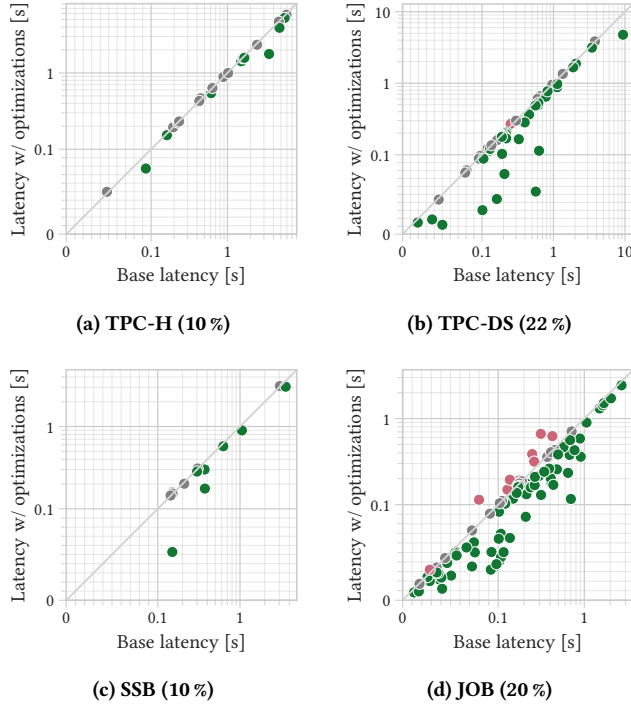 Latency w/ optimizations [s]
1
0.1
0
0
0.1
1
Base latency [s]
(a) TPC-H (10 %)
Latency w/ optimizations [s]
10
1
0.1
0
0
0.1
1
10
Base latency [s]
(b) TPC-DS (22 %)
Latency w/ optimizations [s]
1
0.1
0
0
0.1
1
Base latency [s]
(c) SSB (10 %)
Latency w/ optimizations [s]
1
0.1
0
0
0.1
1
Base latency [s]
(d) JOB (20 %)